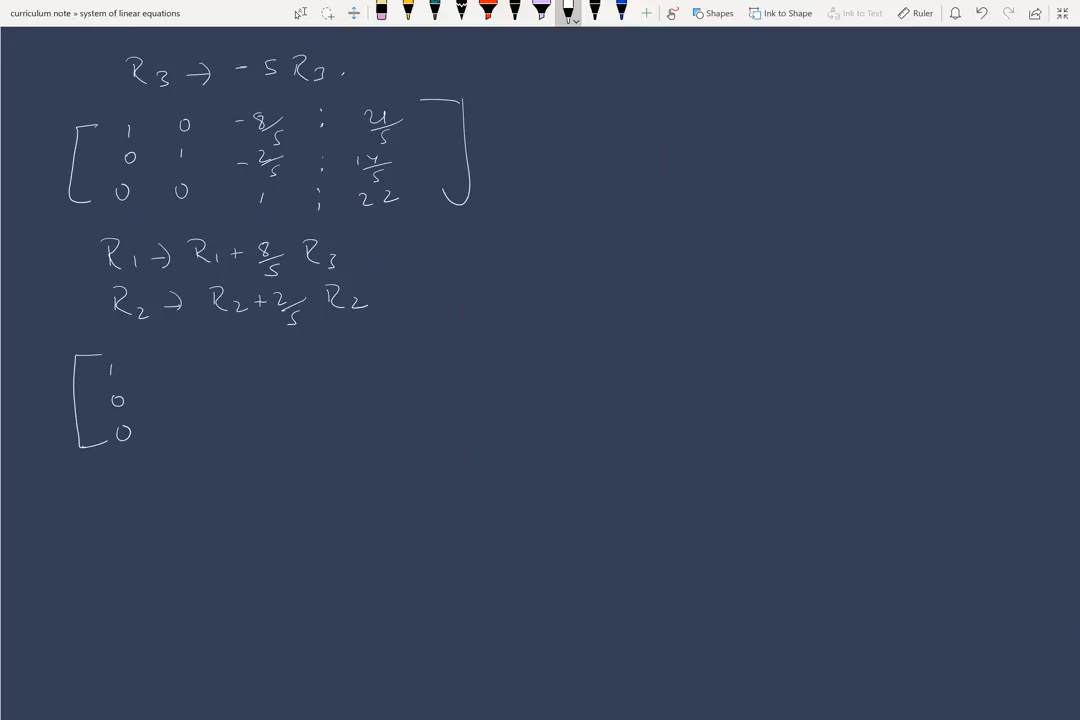 curriculum note » system of linear equations
Shapes
Ink to Shape
Ink to Text
Ruler
R3 → - 5 R3 .
1 0 -8/5 ; 21/5
0 1 -2/5 ; 14/5
0 0 1 ; 22
R1 → R1 + 8/5 R3
R2 → R2 + 2/5 R2
1
0
0